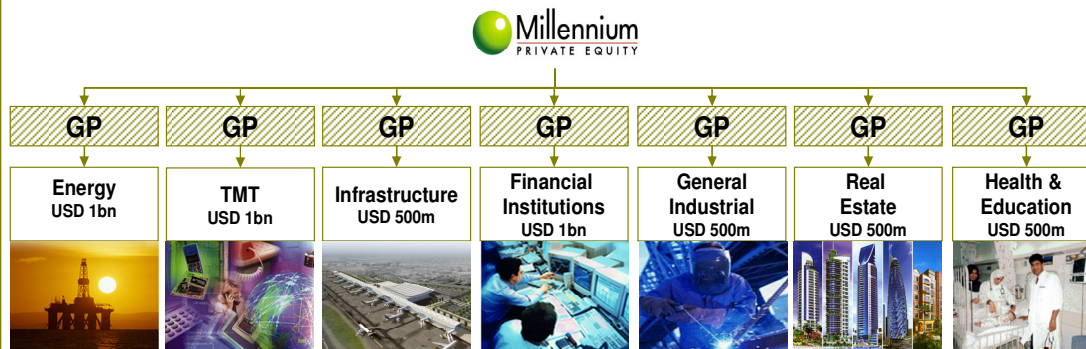 Millennium
PRIVATE EQUITY
GP
GP
GP
GP
GP
GP
GP
Energy
USD 1bn
TMT
USD 1bn
Infrastructure
USD 500m
Financial
Institutions
USD 1bn
General
Industrial
USD 500m
Real
Estate
USD 500m
Health &
Education
USD 500m